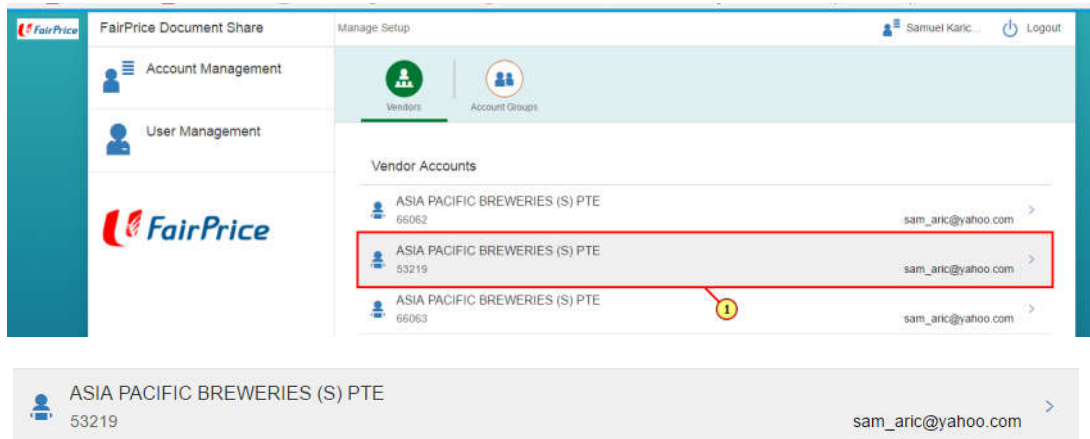 FairPrice
FairPrice Document Share
Manage Setup
Samuel Karic...
Logout
Account Management
User Management
Vendors
Account Groups
FairPrice
Vendor Accounts
ASIA PACIFIC BREWERIES (S) PTE
66062
sam_aric@yahoo.com
ASIA PACIFIC BREWERIES (S) PTE
53219
sam_aric@yahoo.com
1
ASIA PACIFIC BREWERIES (S) PTE
66063
sam_aric@yahoo.com
ASIA PACIFIC BREWERIES (S) PTE
53219
sam_aric@yahoo.com